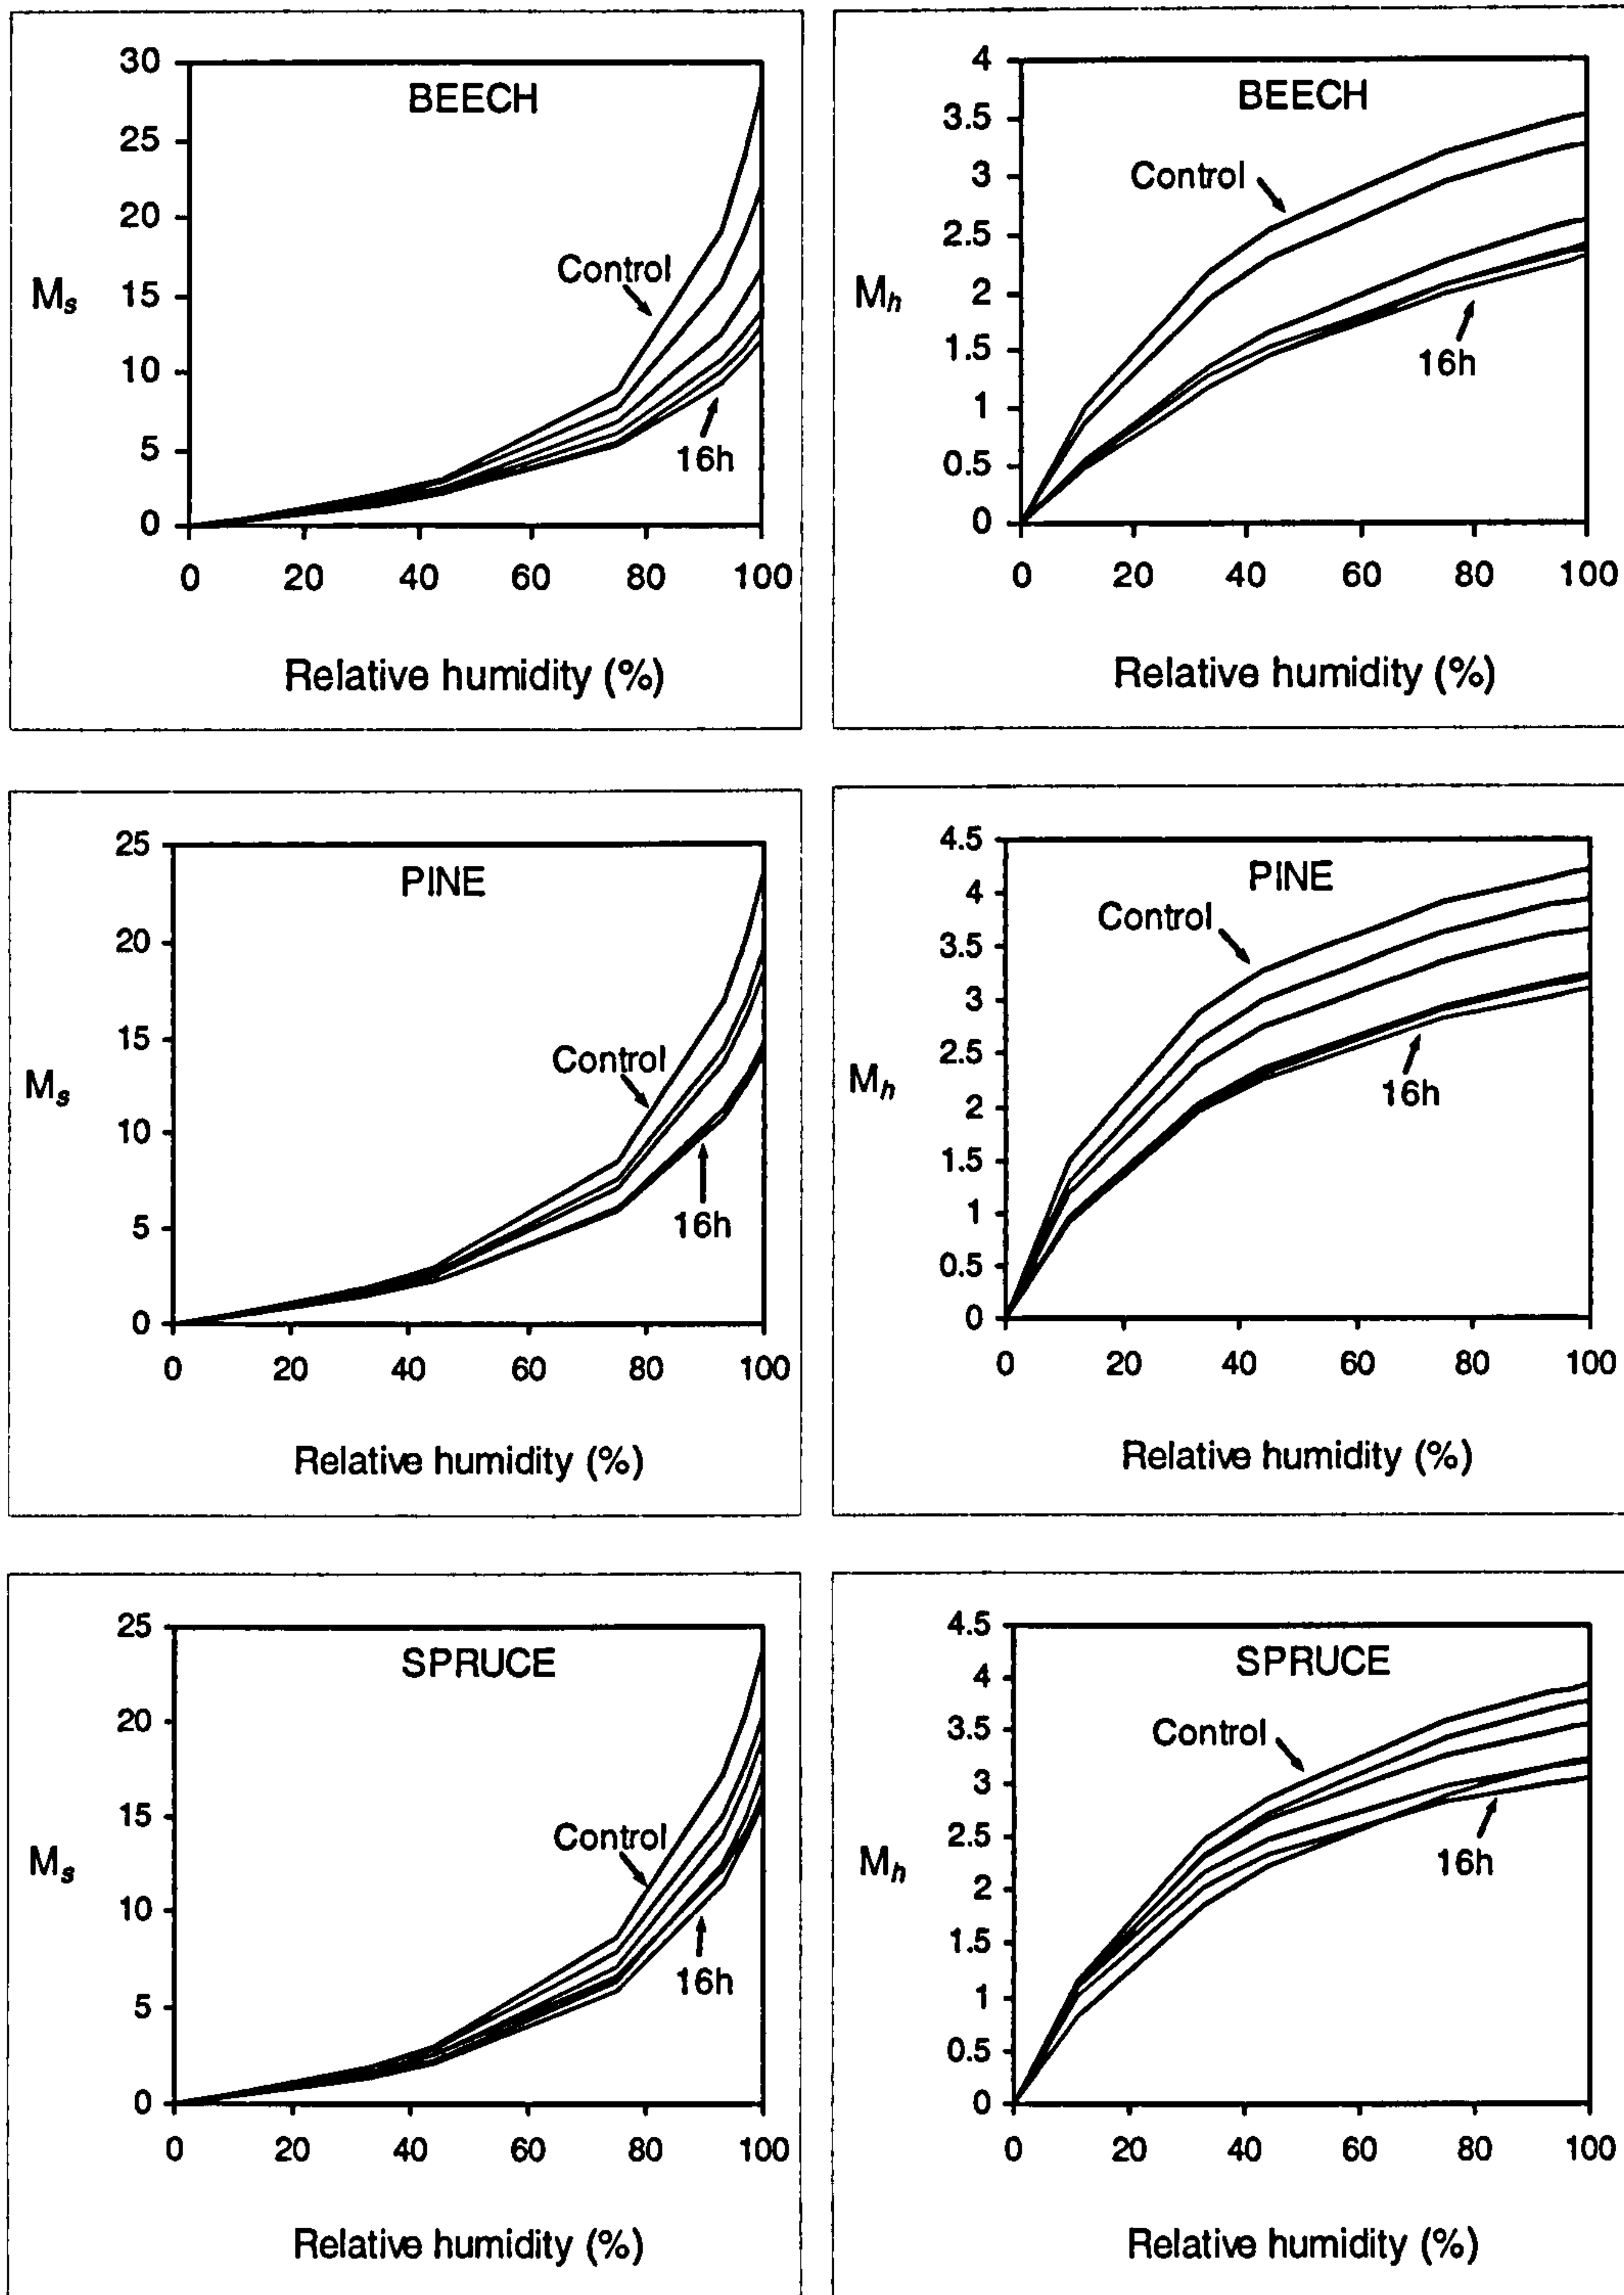 BEECH
30
25
20
15
10
5
0
Control
16h
M_s
0 20 40 60 80 100
Relative humidity (%)
BEECH
4
3.5
3
2.5
2
1.5
1
0.5
0
Control
16h
M_h
0 20 40 60 80 100
Relative humidity (%)
PINE
25
20
15
10
5
0
Control
16h
M_s
0 20 40 60 80 100
Relative humidity (%)
PINE
4.5
4
3.5
3
2.5
2
1.5
1
0.5
0
Control
16h
M_h
0 20 40 60 80 100
Relative humidity (%)
SPRUCE
25
20
15
10
5
0
Control
16h
M_s
0 20 40 60 80 100
Relative humidity (%)
SPRUCE
4.5
4
3.5
3
2.5
2
1.5
1
0.5
0
Control
16h
M_h
0 20 40 60 80 100
Relative humidity (%)